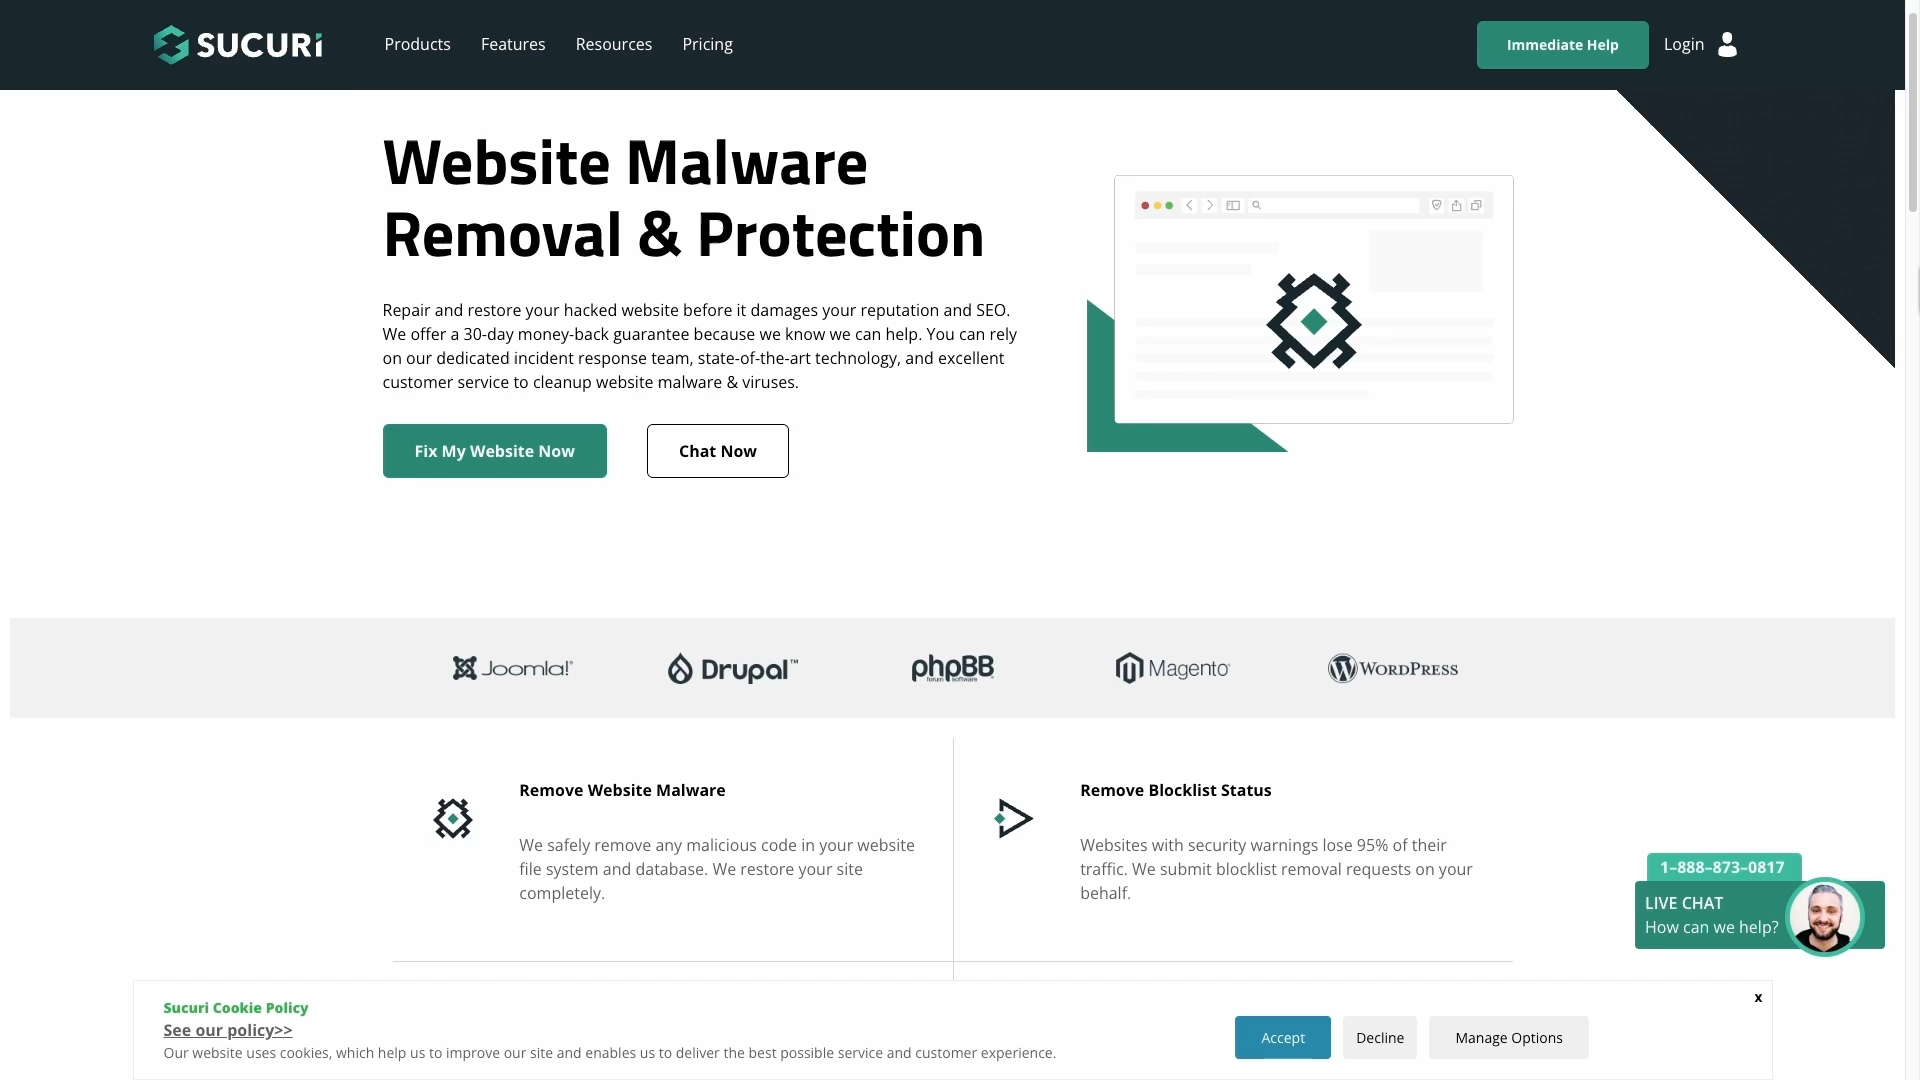 SUCURi
Products
Features
Resources
Pricing
Immediate Help
Login
Website Malware
Removal & Protection
Repair and restore your hacked website before it damages your reputation and SEO.
We offer a 30-day money-back guarantee because we know we can help. You can rely
on our dedicated incident response team, state-of-the-art technology, and excellent
customer service to cleanup website malware & viruses.
Fix My Website Now
Chat Now
Joomla!®
Drupal™
phpBB
forum software
Magento®
WORDPRESS
Remove Website Malware
We safely remove any malicious code in your website
file system and database. We restore your site
completely.
Remove Blocklist Status
Websites with security warnings lose 95% of their
traffic. We submit blocklist removal requests on your
behalf.
1–888–873–0817
LIVE CHAT
How can we help?
Sucuri Cookie Policy
See our policy>>
Our website uses cookies, which help us to improve our site and enables us to deliver the best possible service and customer experience.
Accept
Decline
Manage Options
x